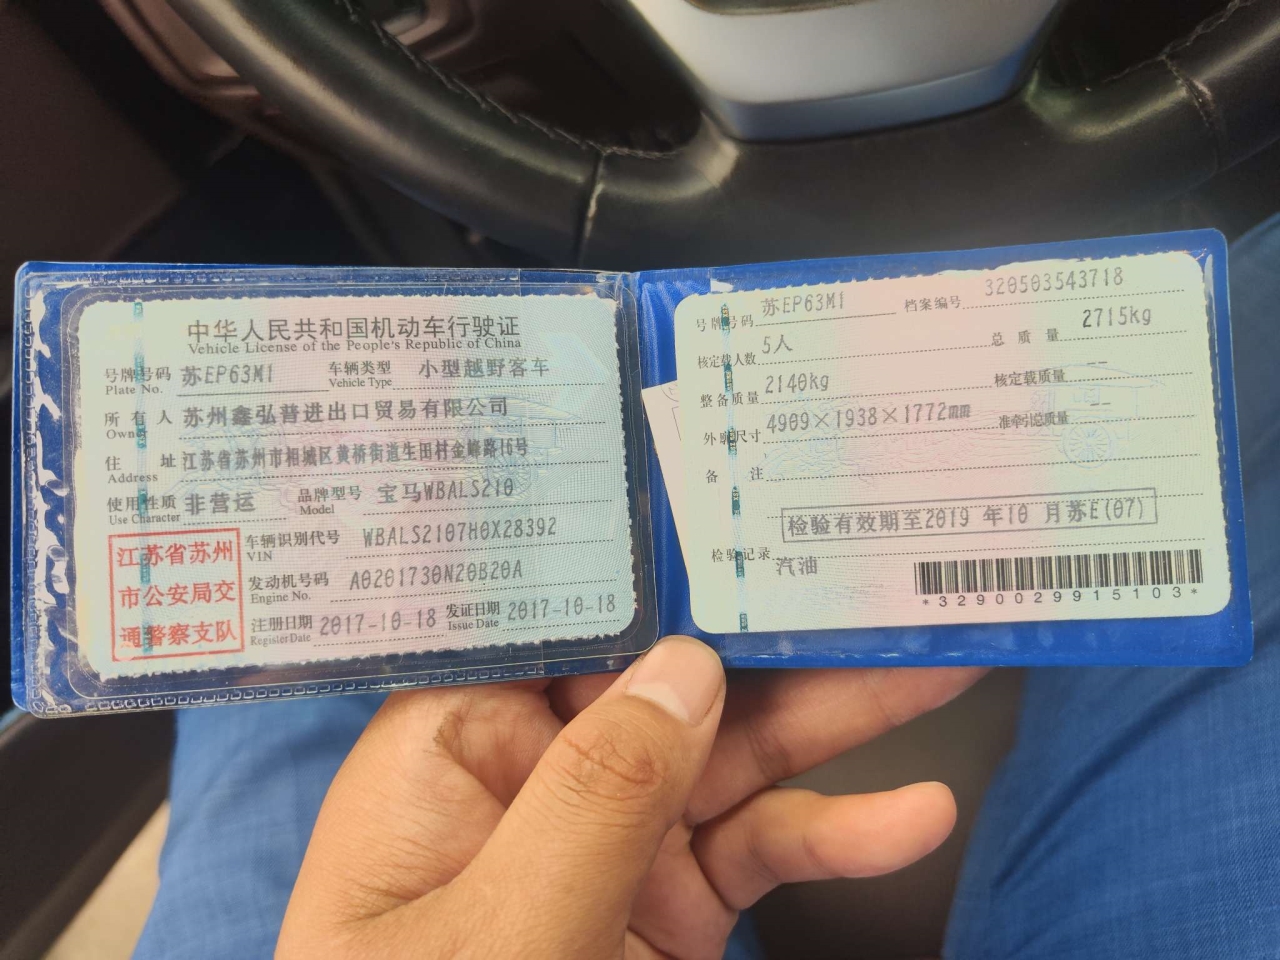 中华人民共和国机动车行驶证
Vehicle License of the People's Republic of China
号牌号码 苏EP63M1 车辆类型 小型越野客车
Plate No. Vehicle Type
所有人 苏州鑫弘昔进出口贸易有限公司
Owner
住址 江苏省苏州市相城区黄桥街道生田村金峰路16号
Address
使用性质 非营运 品牌型号 宝马WBALS210
Use Character Model
江苏省苏州
市公安局交
通警察支队
车辆识别代号 WBALS2107H0X28392
VIN
发动机号码 A0201730N20B20A
Engine No.
注册日期 2017-10-18 发证日期 2017-10-18
Register Date Issue Date
号牌号码 苏EP63M1 档案编号 320503543718
核定载人数 5人 总质量 2715kg
整备质量 2140kg 核定载质量 --
外廓尺寸 4909×1938×1772mm 准牵引总质量 --
备注
检验有效期至2019 年10 月苏E(07)
检验记录
汽油
*3290029915103*